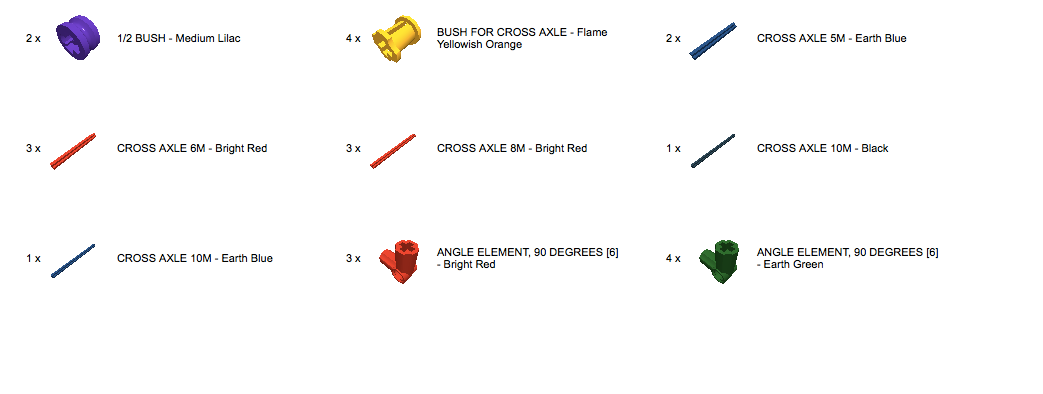 2 x 1/2 BUSH - Medium Lilac
4 x BUSH FOR CROSS AXLE - Flame
Yellowish Orange
2 x CROSS AXLE 5M - Earth Blue
3 x CROSS AXLE 6M - Bright Red
3 x CROSS AXLE 8M - Bright Red
1 x CROSS AXLE 10M - Black
1 x CROSS AXLE 10M - Earth Blue
3 x ANGLE ELEMENT, 90 DEGREES [6]
- Bright Red
4 x ANGLE ELEMENT, 90 DEGREES [6]
- Earth Green